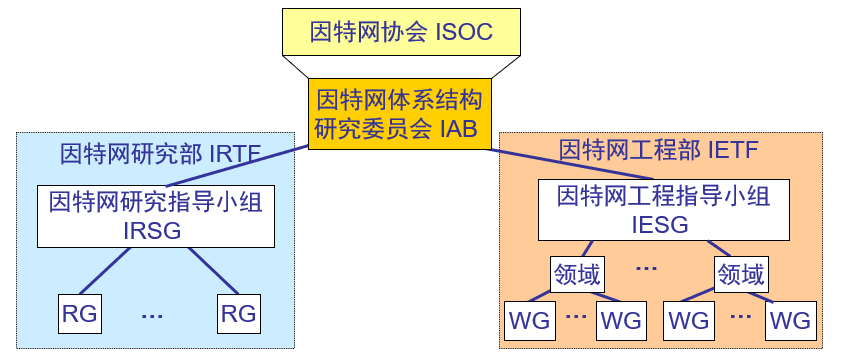 因特网协会 ISOC
因特网体系结构
研究委员会 IAB
因特网研究部 IRTF
因特网工程部 IETF
因特网研究指导小组
IRSG
因特网工程指导小组
IESG
领域
…
领域
RG
…
RG
WG
…
WG
WG
…
WG